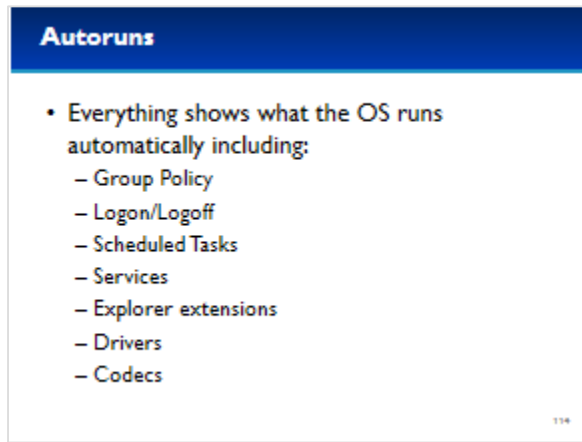 Autoruns
• Everything shows what the OS runs
automatically including:
– Group Policy
– Logon/Logoff
– Scheduled Tasks
– Services
– Explorer extensions
– Drivers
– Codecs